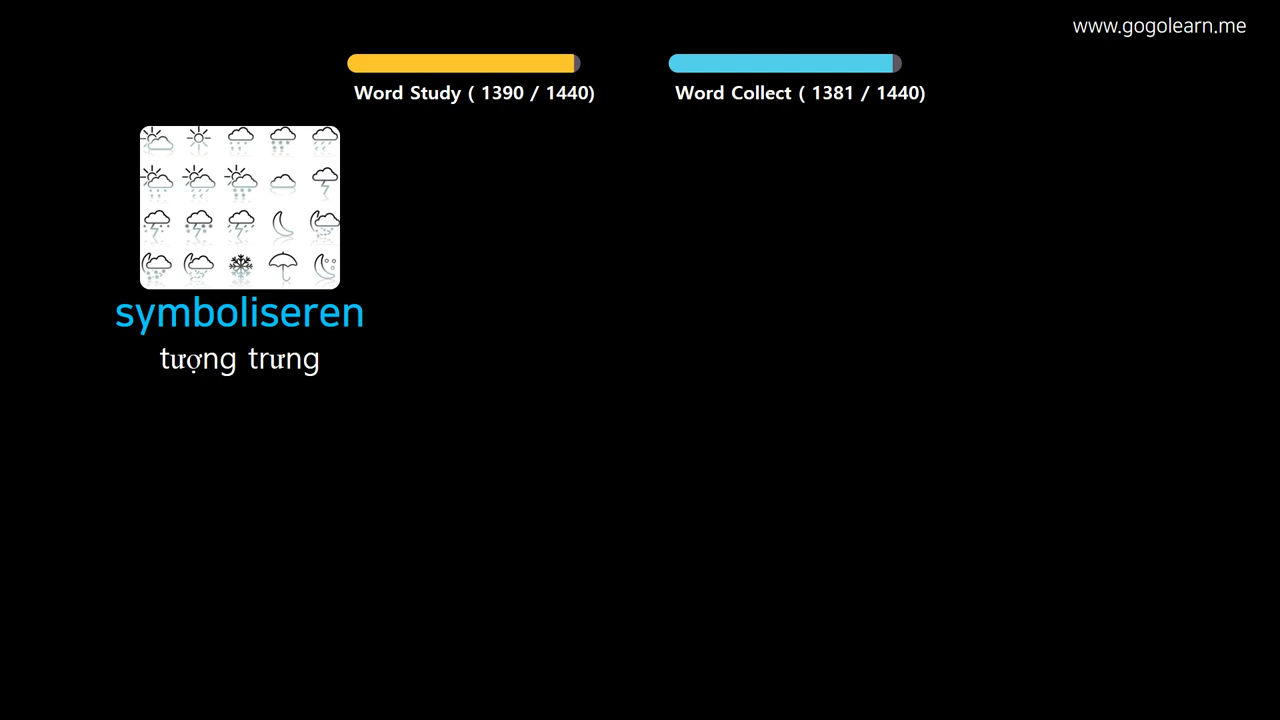 www.gogolearn.me
Word Study ( 1390 / 1440)
Word Collect ( 1381 / 1440)
symboliseren
tượng trưng